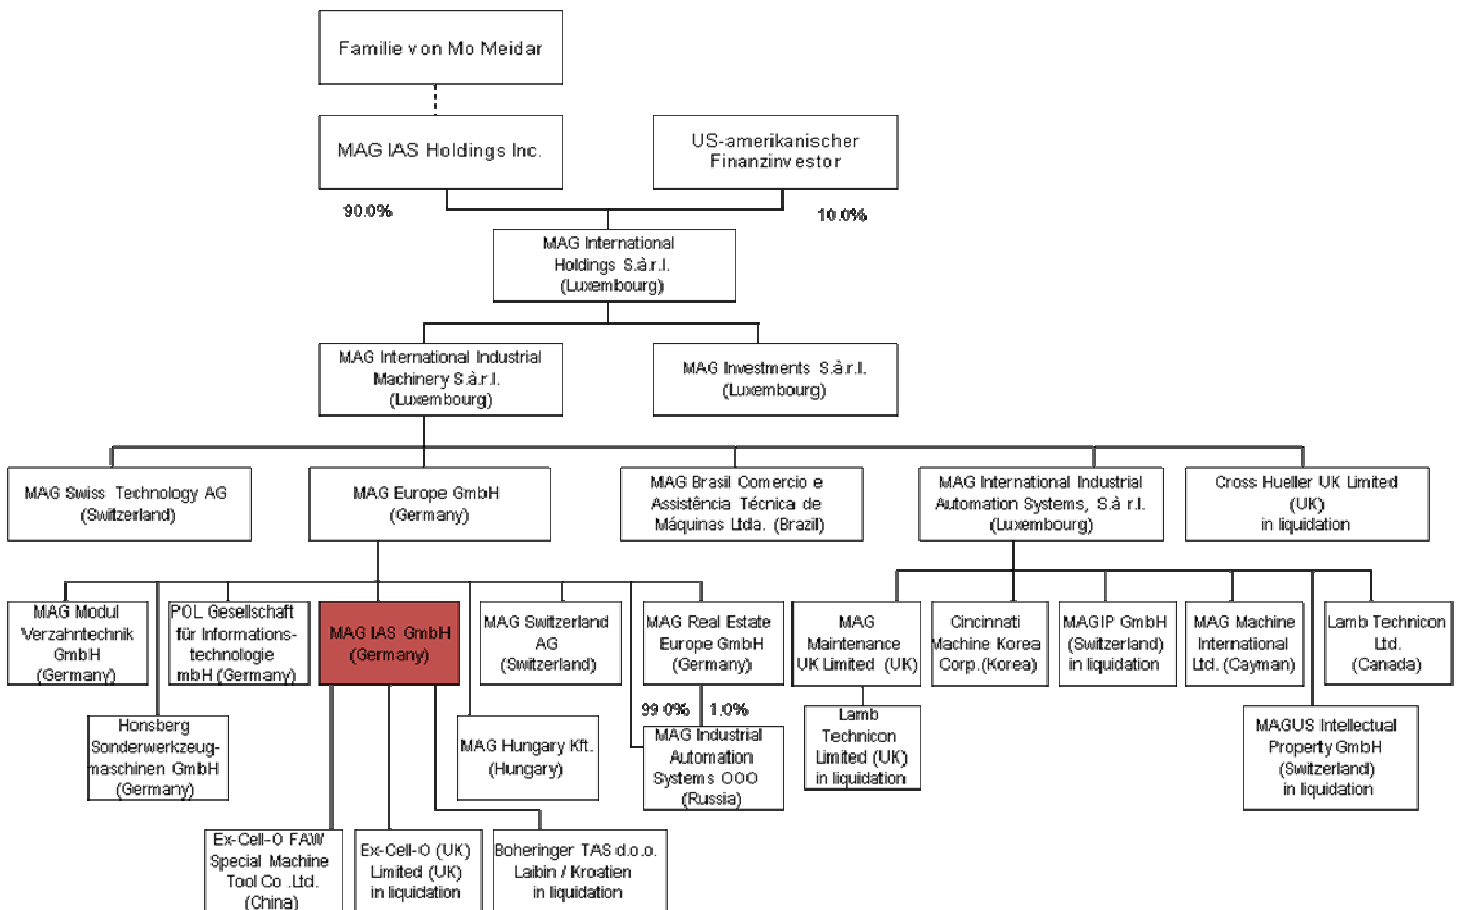 Familie von Mo Meidar
MAG IAS Holdings Inc.
US-amerikanischer
Finanzinvestor
90.0%
10.0%
MAG International
Holdings S.à.r.l.
(Luxembourg)
MAG International Industrial
Machinery S.à.r.l.
(Luxembourg)
MAG Investments S.à.r.l.
(Luxembourg)
MAG Swiss Technology AG
(Switzerland)
MAG Europe GmbH
(Germany)
MAG Brasil Comercio e
Assistência Técnica de
Máquinas Ltda. (Brazil)
MAG International Industrial
Automation Systems, S.à r.l.
(Luxembourg)
Cross Hueller UK Limited
(UK)
in liquidation
MAG Modul
Verzahntechnik
GmbH
(Germany)
POL Gesellschaft
für Informations-
technologie
mbH (Germany)
MAG IAS GmbH
(Germany)
MAG Switzerland
AG
(Switzerland)
MAG Real Estate
Europe GmbH
(Germany)
MAG
Maintenance
UK Limited (UK)
Cincinnati
Machine Korea
Corp.(Korea)
MAG IP GmbH
(Switzerland)
in liquidation
MAG Machine
International
Ltd. (Cayman)
Lamb Technicon
Ltd.
(Canada)
Honsberg
Sonderwerkzeug-
maschinen GmbH
(Germany)
MAG Hungary Kft.
(Hungary)
99.0%
1.0%
MAG Industrial
Automation
Systems OOO
(Russia)
Lamb
Technicon
Limited (UK)
in liquidation
MAGUS Intellectual
Property GmbH
(Switzerland)
in liquidation
Ex-Cell-O FAW
Special Machine
Tool Co .Ltd.
(China)
Ex-Cell-O (UK)
Limited (UK)
in liquidation
Boheringer TAS d.o.o.
Laibin / Kroatien
in liquidation